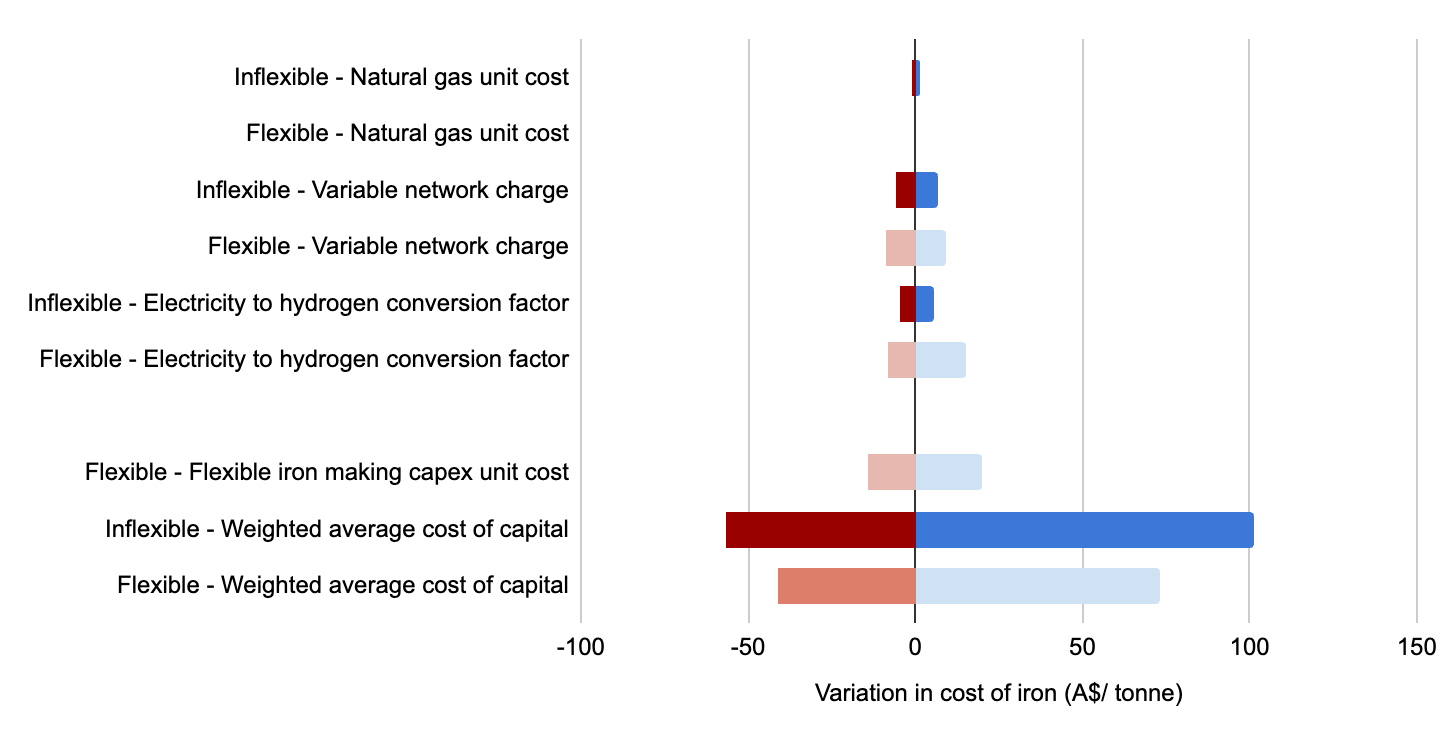 Inflexible - Natural gas unit cost
Flexible - Natural gas unit cost
Inflexible - Variable network charge
Flexible - Variable network charge
Inflexible - Electricity to hydrogen conversion factor
Flexible - Electricity to hydrogen conversion factor
Flexible - Flexible iron making capex unit cost
Inflexible - Weighted average cost of capital
Flexible - Weighted average cost of capital
-100 -50 0 50 100 150
Variation in cost of iron (A$/ tonne)